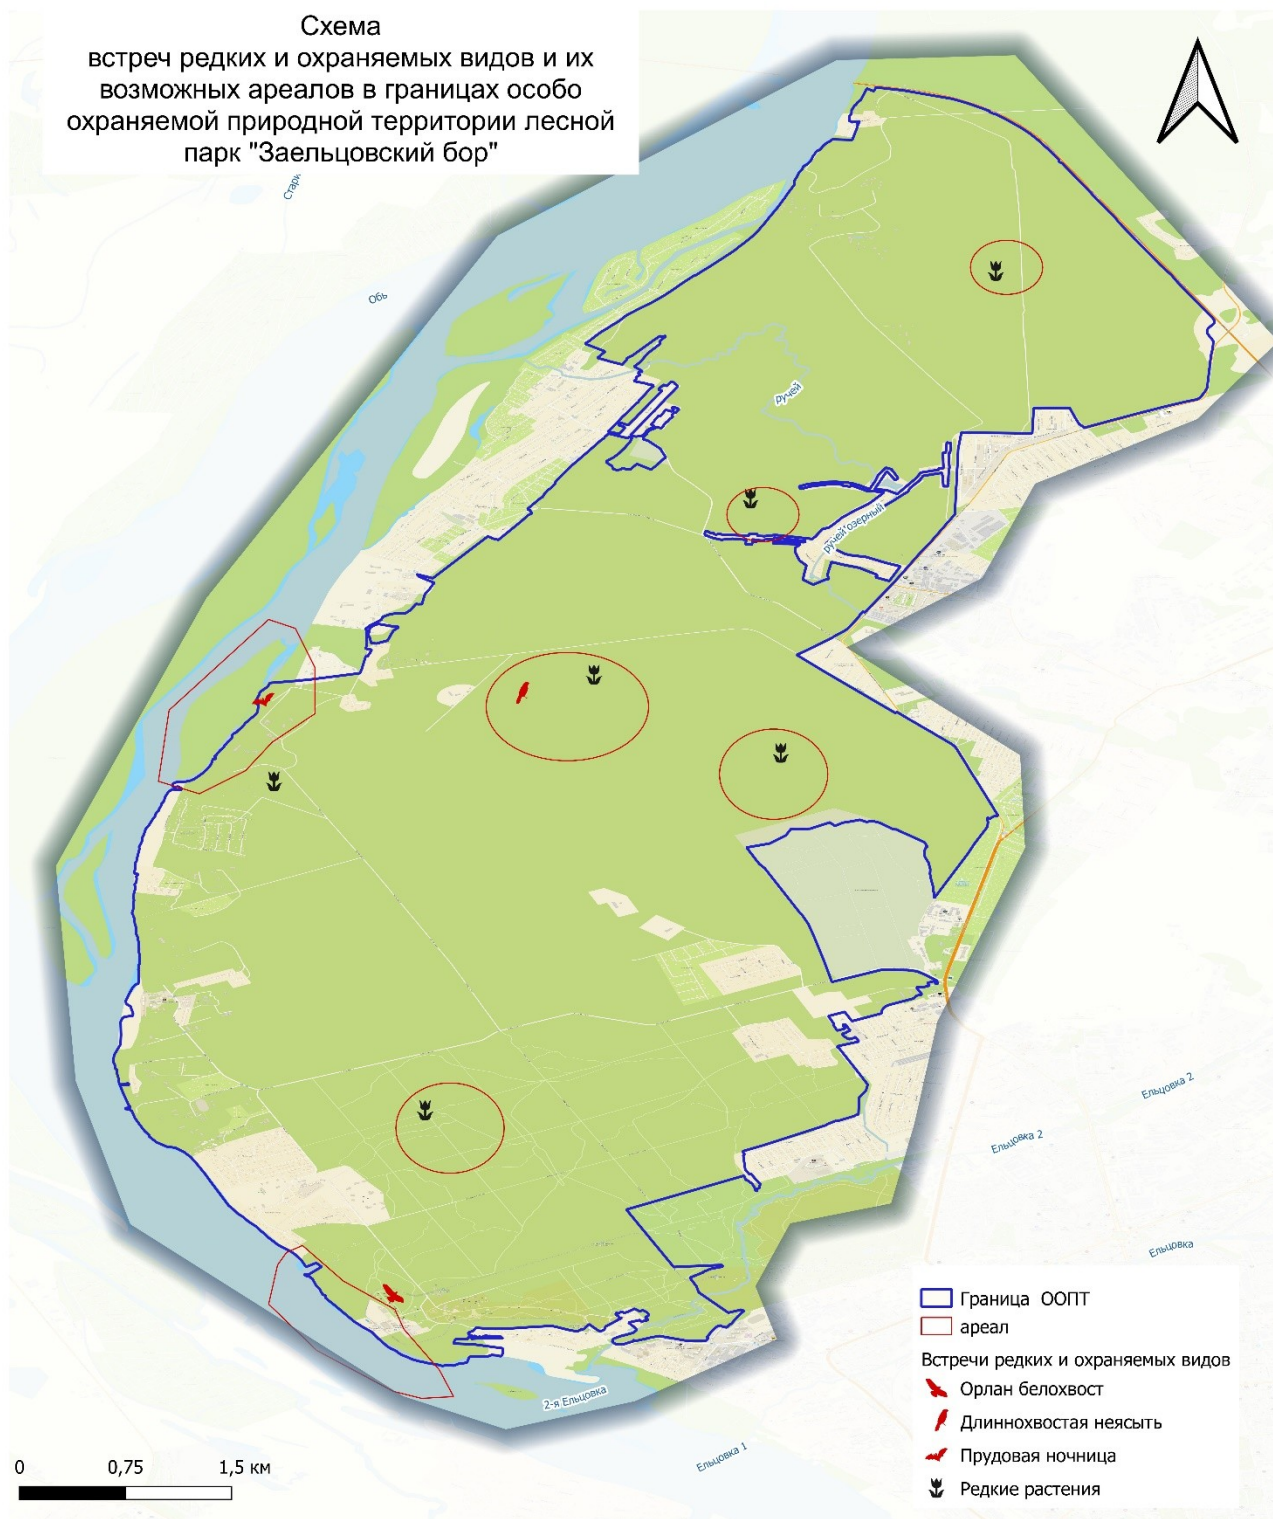 Схема
встреч редких и охраняемых видов и их
возможных ареалов в границах особо
охраняемой природной территории лесной
парк "Заельцовский бор"
Обь
ручей
ручей озерный
Ельцовка 2
Ельцовка 2
Ельцовка
2-я Ельцовка
Ельцовка 1
Граница ООПТ
ареал
Встречи редких и охраняемых видов
Орлан белохвост
Длиннохвостая неясыть
Прудовая ночница
Редкие растения
0 0,75 1,5 км